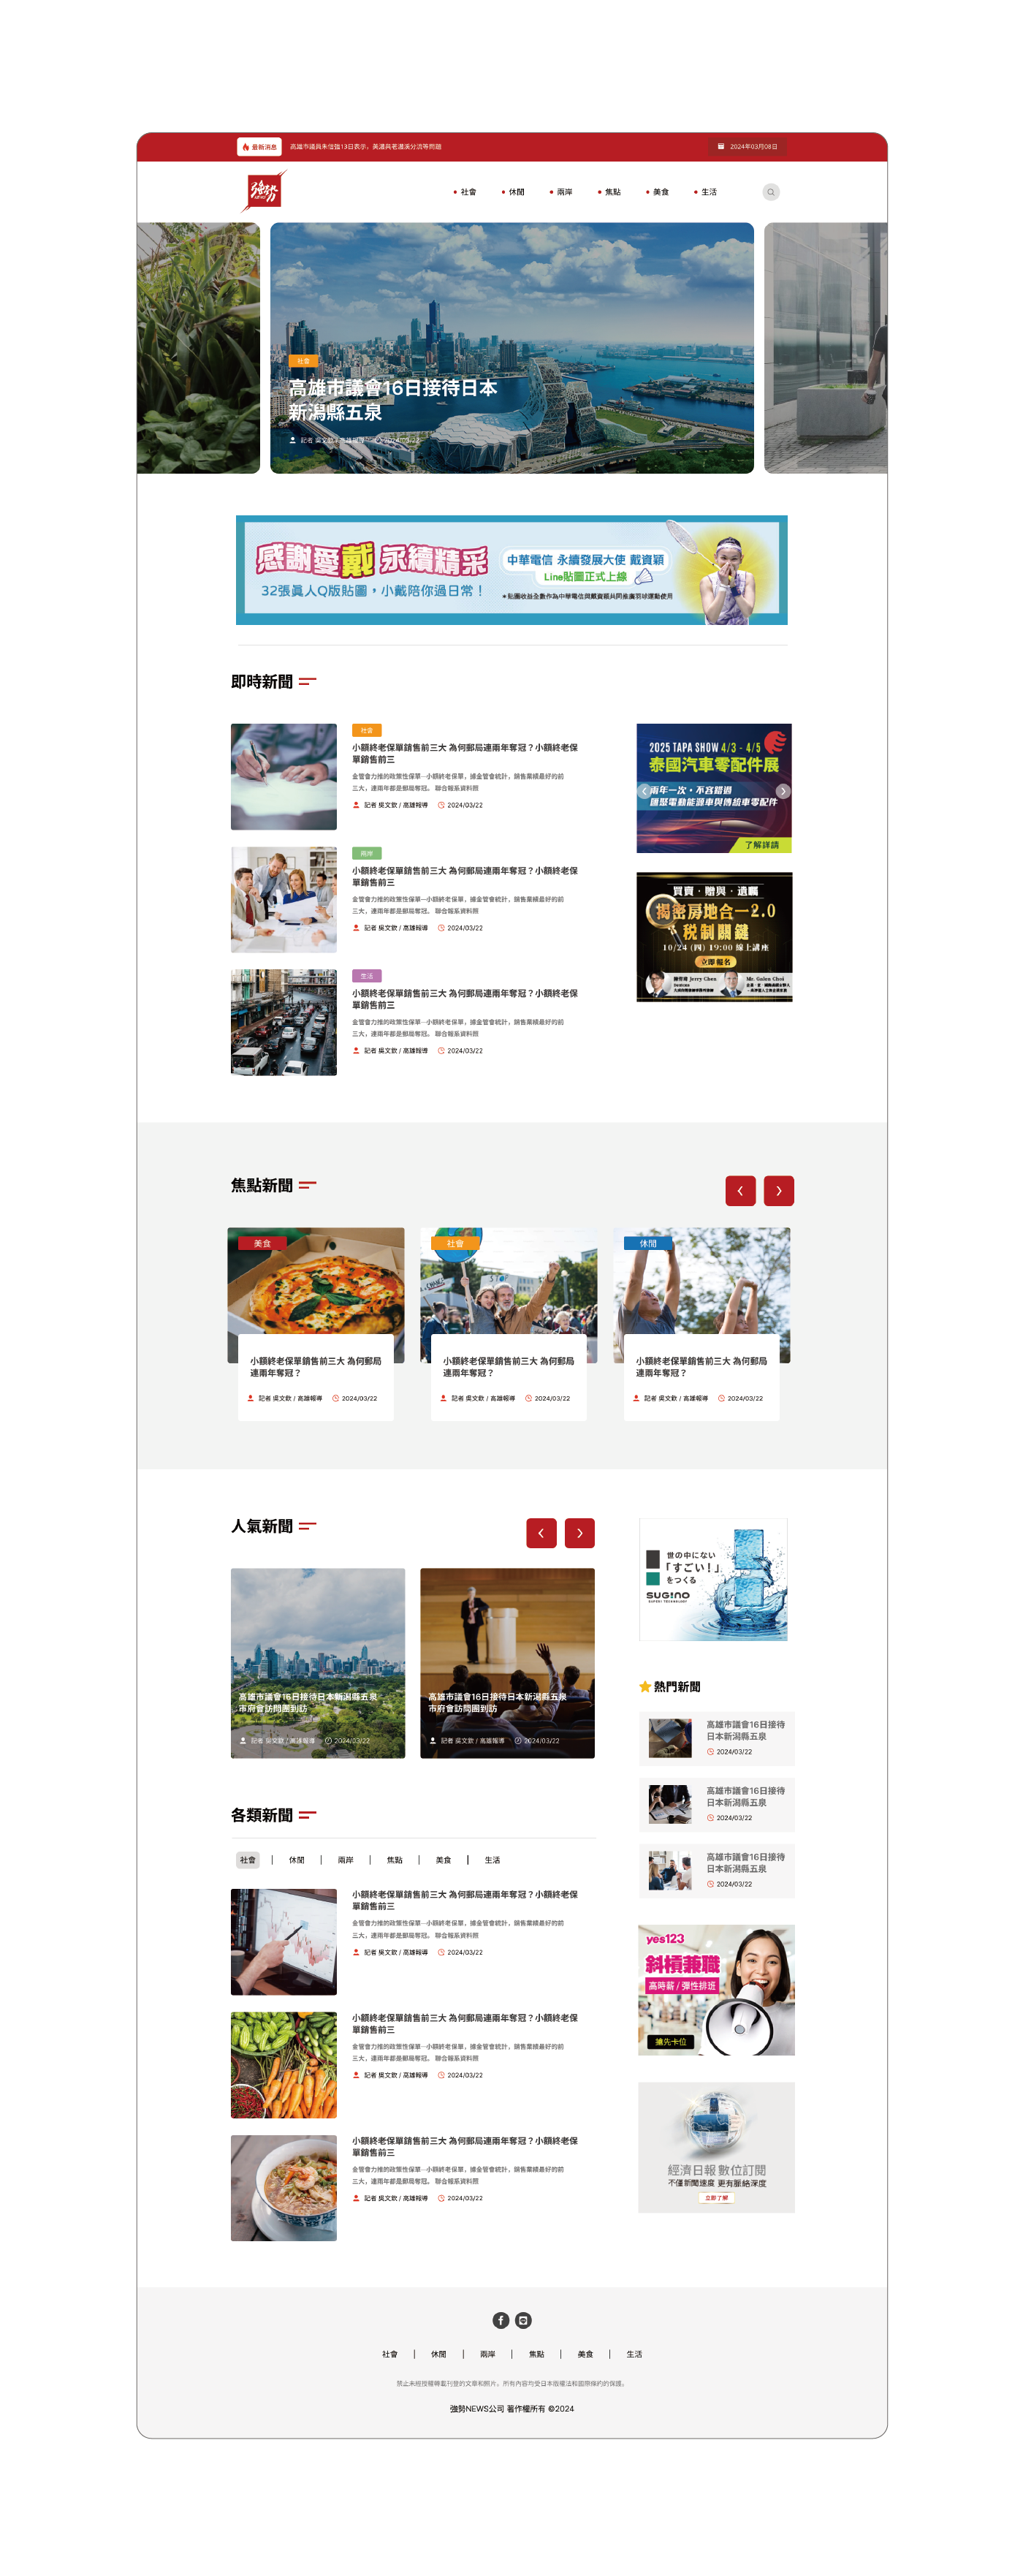 最新消息
高雄市議員朱信強13日表示，美濃與老濃溪分流等問題
2024年03月08日
強勢
社會
休閒
兩岸
焦點
美食
生活
社會
高雄市議會16日接待日本
新潟縣五泉
記者 吳文欽 / 高雄報導
2024/03/22
感謝愛戴 永續精采
32張真人Q版貼圖，小戴陪你過日常！
中華電信 永續發展大使 戴資穎
Line貼圖正式上線
*貼圖收益全數作為中華電信與戴資穎共同推廣羽球運動使用
即時新聞
社會
小額終老保單銷售前三大 為何郵局連兩年奪冠？小額終老保
單銷售前三
金管會力推的政策性保單─小額終老保單，據金管會統計，銷售業績最好的前
三大，連兩年都是郵局奪冠。 聯合報系資料照
記者 吳文欽 / 高雄報導
2024/03/22
兩岸
小額終老保單銷售前三大 為何郵局連兩年奪冠？小額終老保
單銷售前三
金管會力推的政策性保單─小額終老保單，據金管會統計，銷售業績最好的前
三大，連兩年都是郵局奪冠。 聯合報系資料照
記者 吳文欽 / 高雄報導
2024/03/22
生活
小額終老保單銷售前三大 為何郵局連兩年奪冠？小額終老保
單銷售前三
金管會力推的政策性保單─小額終老保單，據金管會統計，銷售業績最好的前
三大，連兩年都是郵局奪冠。 聯合報系資料照
記者 吳文欽 / 高雄報導
2024/03/22
2025 TAPA SHOW 4/3 - 4/5
泰國汽車零配件展
兩年一次，不容錯過
匯聚電動能源車與傳統車零配件
了解詳請
買賣·贈與·遺囑
揭密房地合一2.0
稅制關鍵
10/24 (四) 19:00 線上講座
立即報名
Jerry Chen
Mr. Galen Choi
焦點新聞
美食
小額終老保單銷售前三大 為何郵局
連兩年奪冠？
記者 吳文欽 / 高雄報導
2024/03/22
社會
小額終老保單銷售前三大 為何郵局
連兩年奪冠？
記者 吳文欽 / 高雄報導
2024/03/22
休閒
小額終老保單銷售前三大 為何郵局
連兩年奪冠？
記者 吳文欽 / 高雄報導
2024/03/22
人氣新聞
高雄市議會16日接待日本新潟縣五泉
市府會訪問團到訪
記者 吳文欽 / 高雄報導
2024/03/22
高雄市議會16日接待日本新潟縣五泉
市府會訪問團到訪
記者 吳文欽 / 高雄報導
2024/03/22
世の中にない
「すごい！」
をつくる
SUGINO
熱門新聞
高雄市議會16日接待
日本新潟縣五泉
2024/03/22
高雄市議會16日接待
日本新潟縣五泉
2024/03/22
高雄市議會16日接待
日本新潟縣五泉
2024/03/22
各類新聞
社會
休閒
兩岸
焦點
美食
生活
小額終老保單銷售前三大 為何郵局連兩年奪冠？小額終老保
單銷售前三
金管會力推的政策性保單─小額終老保單，據金管會統計，銷售業績最好的前
三大，連兩年都是郵局奪冠。 聯合報系資料照
記者 吳文欽 / 高雄報導
2024/03/22
小額終老保單銷售前三大 為何郵局連兩年奪冠？小額終老保
單銷售前三
金管會力推的政策性保單─小額終老保單，據金管會統計，銷售業績最好的前
三大，連兩年都是郵局奪冠。 聯合報系資料照
記者 吳文欽 / 高雄報導
2024/03/22
小額終老保單銷售前三大 為何郵局連兩年奪冠？小額終老保
單銷售前三
金管會力推的政策性保單─小額終老保單，據金管會統計，銷售業績最好的前
三大，連兩年都是郵局奪冠。 聯合報系資料照
記者 吳文欽 / 高雄報導
2024/03/22
yes123
斜槓兼職
高時薪 / 彈性排班
搶先卡位
經濟日報 數位訂閱
不僅新聞速度 更有脈絡深度
立即了解
社會
休閒
兩岸
焦點
美食
生活
禁止未經授權轉載刊登的文章和照片。所有內容均受日本版權法和國際條約的保護。
強勢NEWS公司 著作權所有 ©2024